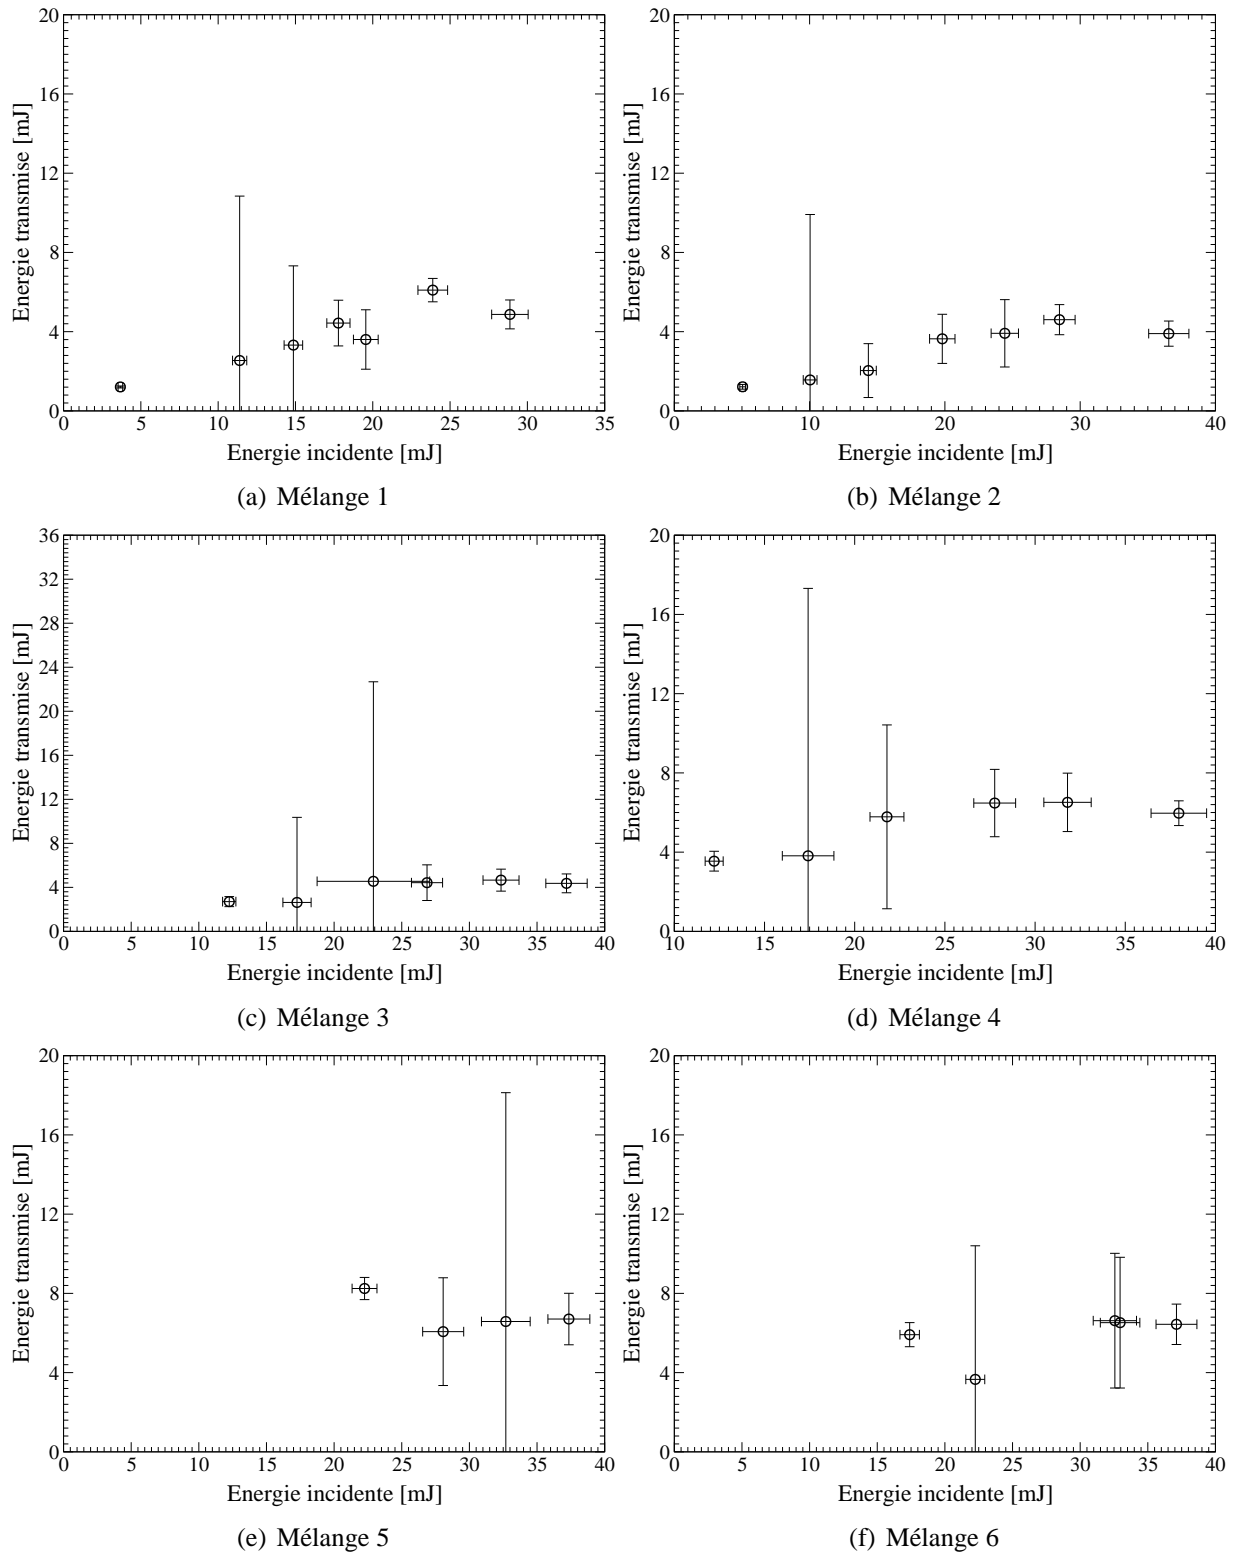 20
16
12
8
4
0
Energie transmise [mJ]
0 5 10 15 20 25 30 35
Energie incidente [mJ]
(a) Mélange 1
20
16
12
8
4
0
Energie transmise [mJ]
0 5 10 15 20 25 30 35 40
Energie incidente [mJ]
(b) Mélange 2
36
32
28
24
20
16
12
8
4
0
Energie transmise [mJ]
0 5 10 15 20 25 30 35 40
Energie incidente [mJ]
(c) Mélange 3
20
16
12
8
4
0
Energie transmise [mJ]
10 15 20 25 30 35 40
Energie incidente [mJ]
(d) Mélange 4
20
16
12
8
4
0
Energie transmise [mJ]
0 5 10 15 20 25 30 35 40
Energie incidente [mJ]
(e) Mélange 5
20
16
12
8
4
0
Energie transmise [mJ]
0 5 10 15 20 25 30 35 40
Energie incidente [mJ]
(f) Mélange 6